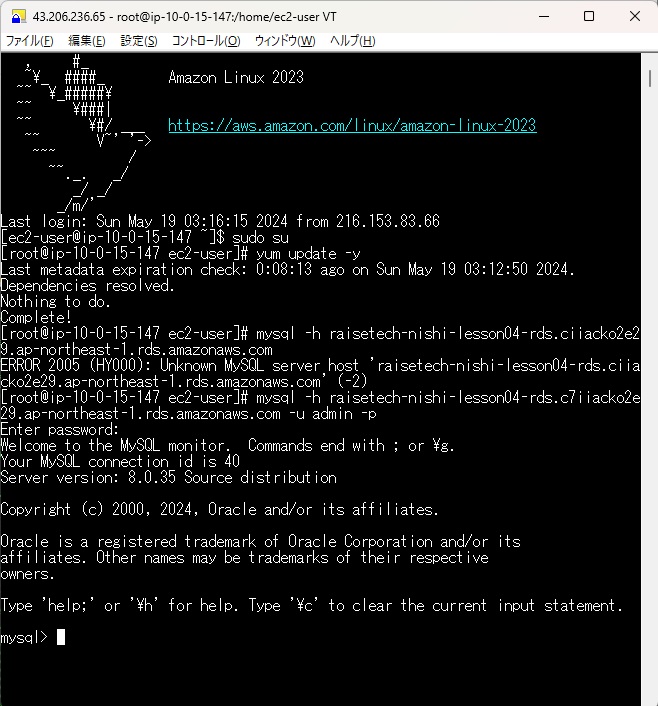 43.206.236.65 - root@ip-10-0-15-147:/home/ec2-user VT
ファイル(F) 編集(E) 設定(S) コントロール(O) ウィンドウ(W) ヘルプ(H)
   ,     #_
   ~¥_  ####_        Amazon Linux 2023
  ~~  ¥_#####¥
  ~~     ¥###|
  ~~       ¥#/ ___   https://aws.amazon.com/linux/amazon-linux-2023
   ~~       V~' '->
    ~~~         /
      ~~._.   _/
         _/ _/
       _/m/'
Last login: Sun May 19 03:16:15 2024 from 216.153.83.66
[ec2-user@ip-10-0-15-147 ~]$ sudo su
[root@ip-10-0-15-147 ec2-user]# yum update -y
Last metadata expiration check: 0:08:13 ago on Sun May 19 03:12:50 2024.
Dependencies resolved.
Nothing to do.
Complete!
[root@ip-10-0-15-147 ec2-user]# mysql -h raisetech-nishi-lesson04-rds.ciiacko2e2
9.ap-northeast-1.rds.amazonaws.com
ERROR 2005 (HY000): Unknown MySQL server host 'raisetech-nishi-lesson04-rds.ciia
cko2e29.ap-northeast-1.rds.amazonaws.com' (-2)
[root@ip-10-0-15-147 ec2-user]# mysql -h raisetech-nishi-lesson04-rds.c7iiacko2e
29.ap-northeast-1.rds.amazonaws.com -u admin -p
Enter password:
Welcome to the MySQL monitor.  Commands end with ; or ¥g.
Your MySQL connection id is 40
Server version: 8.0.35 Source distribution
Copyright (c) 2000, 2024, Oracle and/or its affiliates.
Oracle is a registered trademark of Oracle Corporation and/or its
affiliates. Other names may be trademarks of their respective
owners.
Type 'help;' or '¥h' for help. Type '¥c' to clear the current input statement.
mysql>